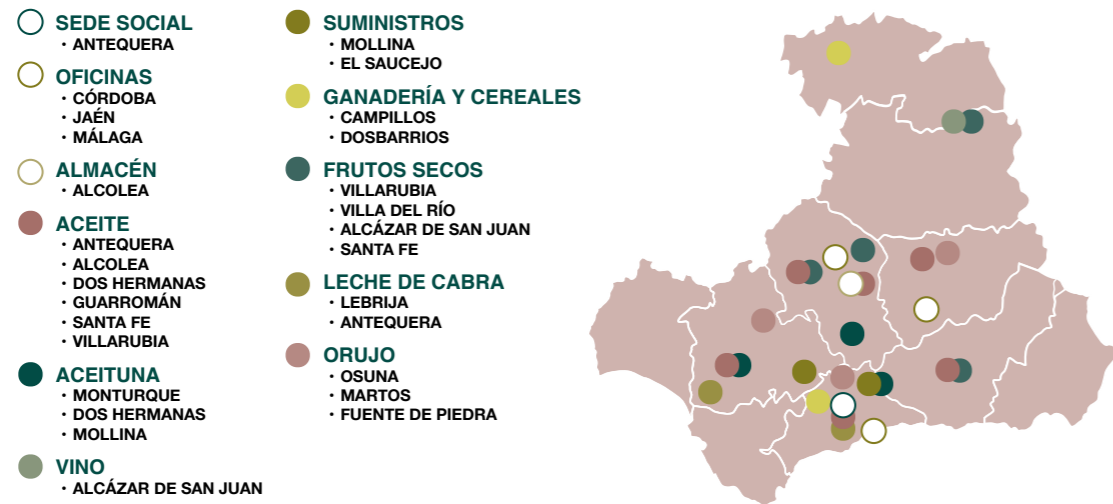 SEDE SOCIAL
· ANTEQUERA
OFICINAS
· CÓRDOBA
· JAÉN
· MÁLAGA
ALMACÉN
· ALCOLEA
ACEITE
· ANTEQUERA
· ALCOLEA
· DOS HERMANAS
· GUARROMÁN
· SANTA FE
· VILLARUBIA
ACEITUNA
· MONTURQUE
· DOS HERMANAS
· MOLLINA
VINO
· ALCÁZAR DE SAN JUAN
SUMINISTROS
· MOLLINA
· EL SAUCEJO
GANADERÍA Y CEREALES
· CAMPILLOS
· DOSBARRIOS
FRUTOS SECOS
· VILLARUBIA
· VILLA DEL RÍO
· ALCÁZAR DE SAN JUAN
· SANTA FE
LECHE DE CABRA
· LEBRIJA
· ANTEQUERA
ORUJO
· OSUNA
· MARTOS
· FUENTE DE PIEDRA